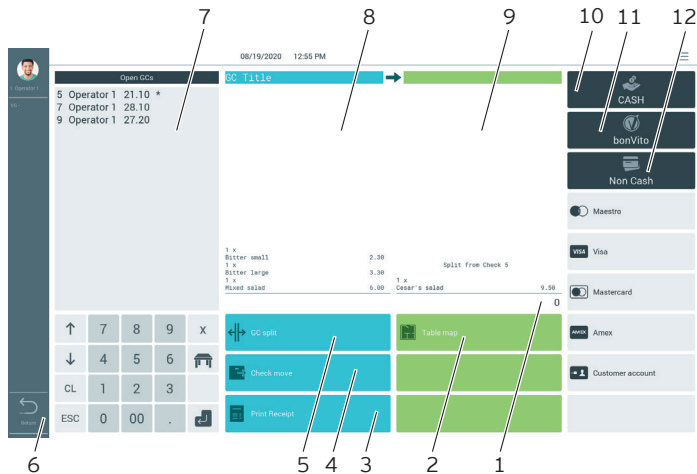 7 8 9 10 11 12
08/19/2020 12:55 PM
1 Operator 1
Open GCs
GC Title
5 Operator 1 21.10 *
7 Operator 1 28.10
9 Operator 1 27.20
CASH
bonVito
Non Cash
Maestro
VISA Visa
Mastercard
AMEX Amex
Customer account
1 x
Bitter small 2.30
1 x
Bitter large 3.30
1 x
Mixed salad 6.00
Split from Check 5
1 x
Cesar's salad 9.50
0
↑ 7 8 9 X
↓ 4 5 6
CL 1 2 3
ESC 0 00 .
GC split
Table map
Check move
Print Receipt
Return
6 5 4 3 2 1